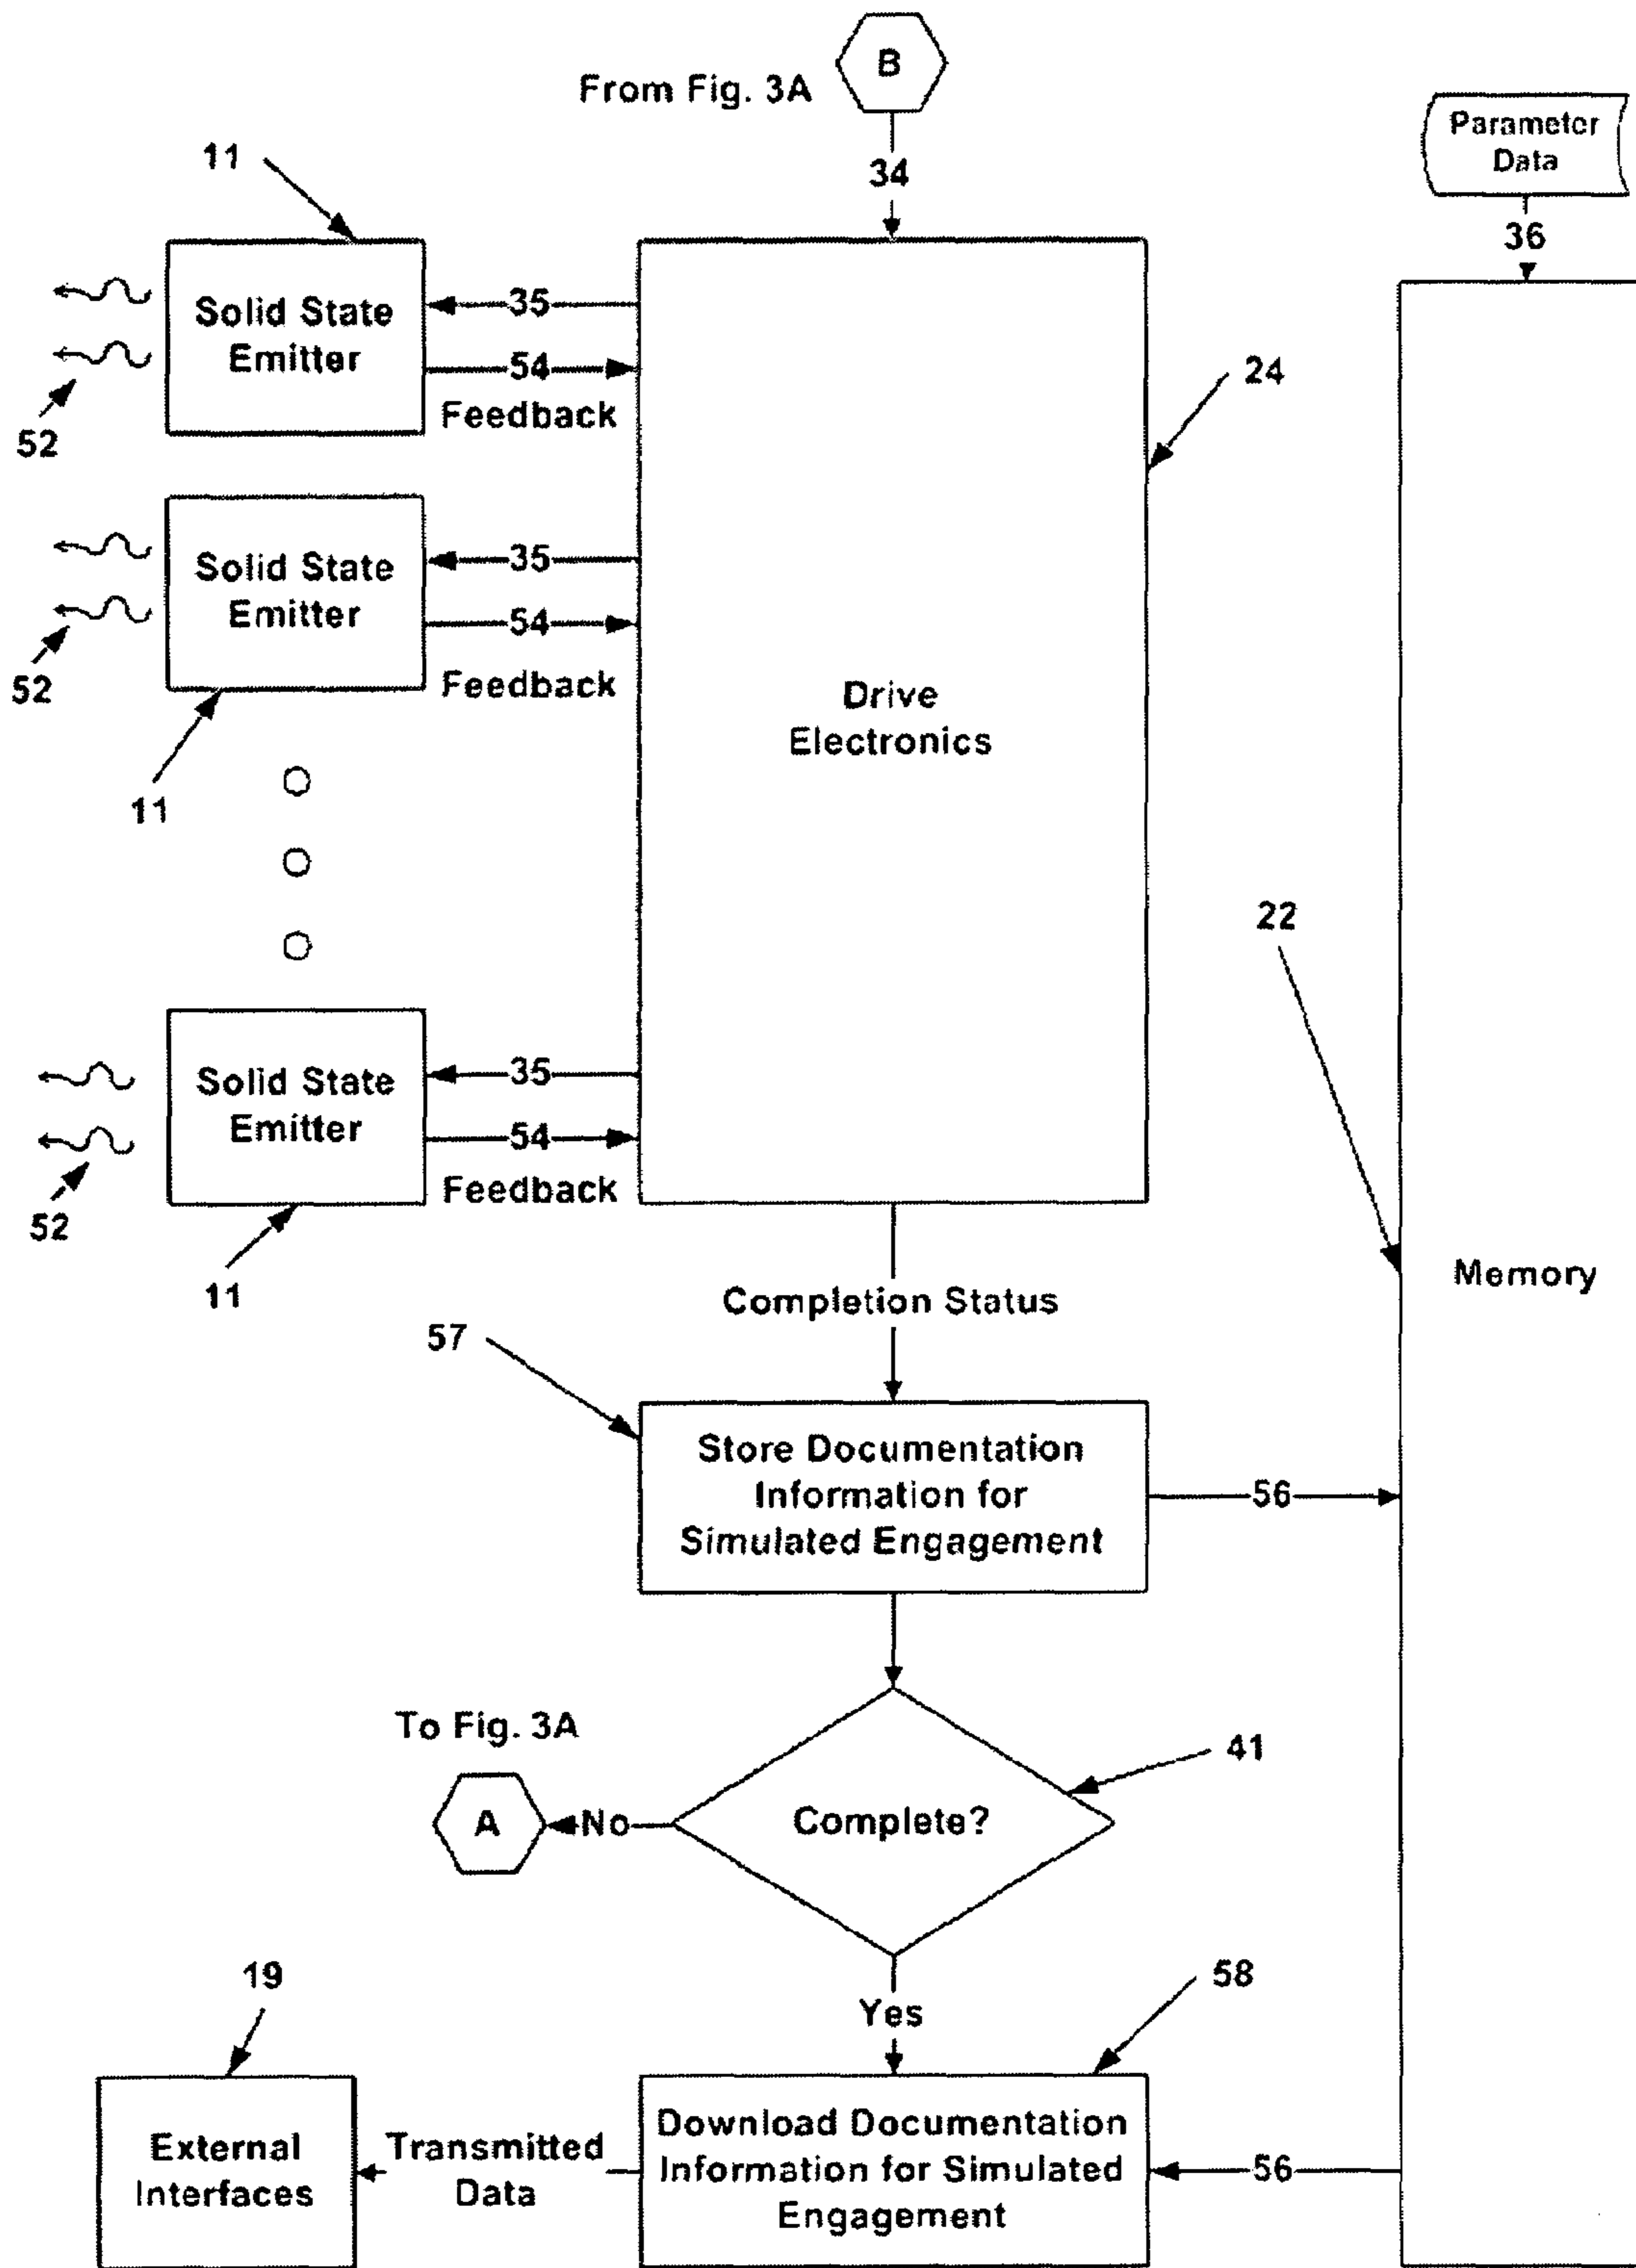 B
From Fig. 3A
Parameter
Data
34
36
11
Solid State
Emitter
35
54
Feedback
52
24
Solid State
Emitter
35
54
Feedback
52
11
Drive
Electronics
22
Solid State
Emitter
35
54
Feedback
52
11
Memory
Completion Status
57
Store Documentation
Information for
Simulated Engagement
56
To Fig. 3A
41
A
No
Complete?
Yes
19
58
External
Interfaces
Transmitted
Data
Download Documentation
Information for Simulated
Engagement
56